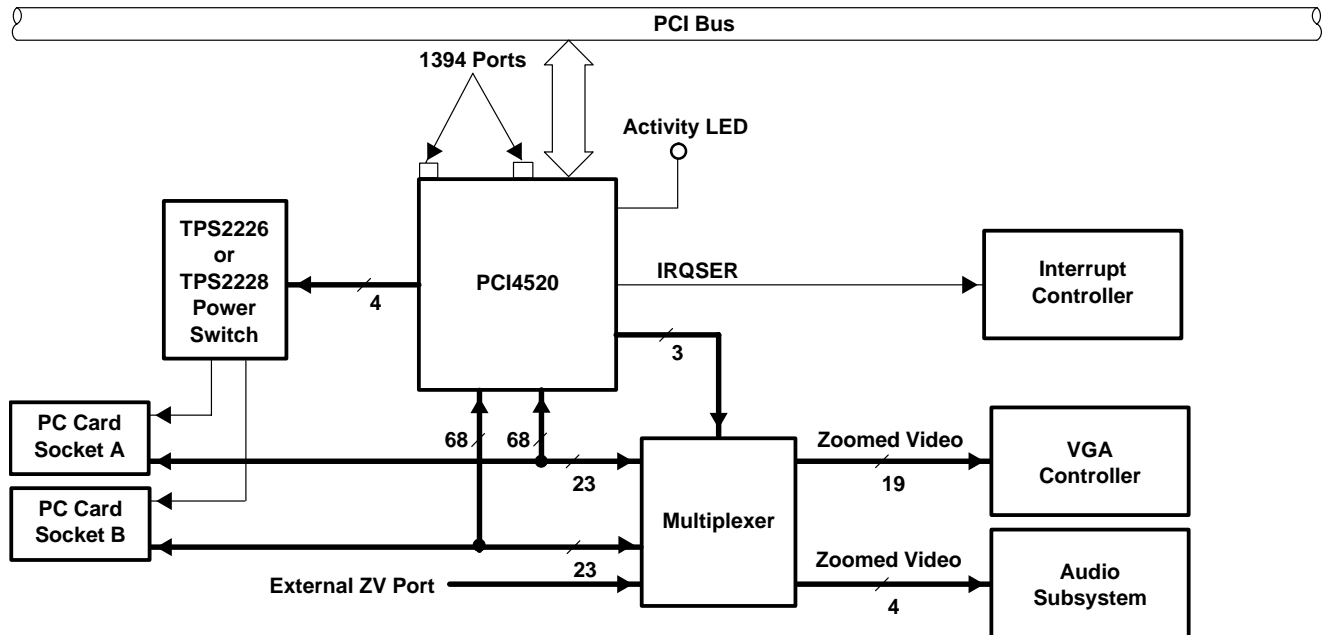 PCI Bus
1394 Ports
Activity LED
TPS2226
or
TPS2228
Power
Switch
4
PCI4520
IRQSER
Interrupt
Controller
3
PC Card
Socket A
68
68
23
Zoomed Video
19
VGA
Controller
PC Card
Socket B
Multiplexer
23
External ZV Port
Zoomed Video
4
Audio
Subsystem